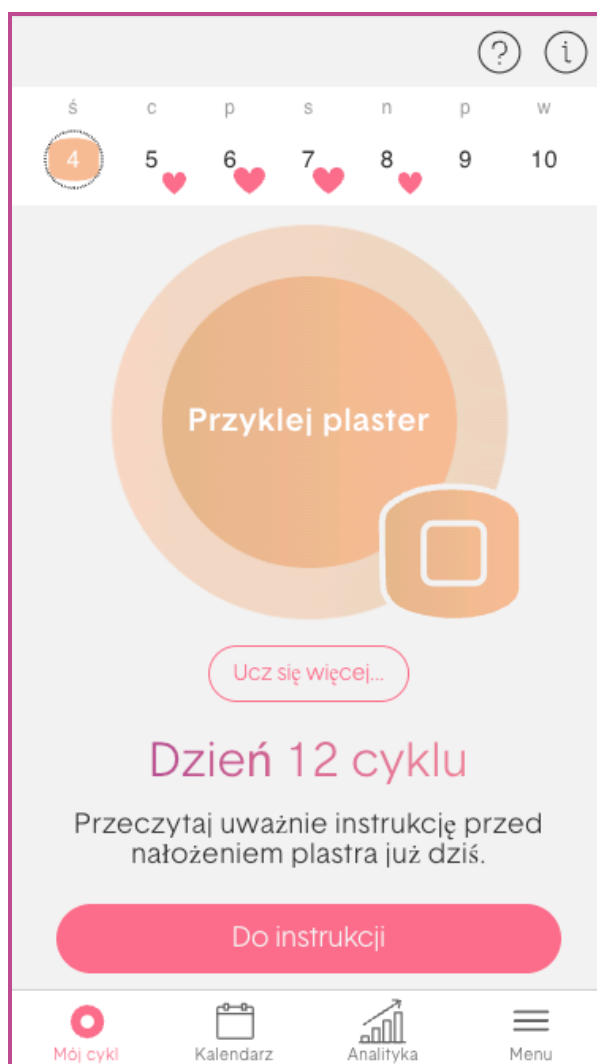 ? i
ś c p s n p w
4 5 6 7 8 9 10
Przyklej plaster
Ucz się więcej...
Dzień 12 cyklu
Przeczytaj uważnie instrukcję przed
nałożeniem plastra już dziś.
Do instrukcji
Mój cykl Kalendarz Analityka Menu